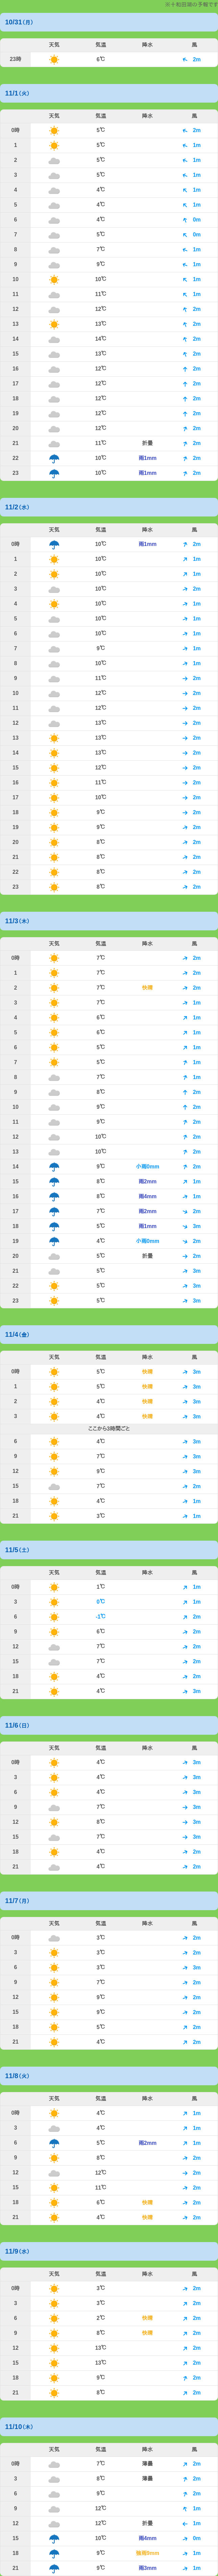 ※十勝岳麓の予報です
10/31(月)
天気 気温 降水 風
23時 6℃ 2m
11/1(火)
天気 気温 降水 風
0時 5℃ 2m
1 5℃ 1m
2 5℃ 1m
3 5℃ 1m
4 4℃ 1m
5 4℃ 1m
6 4℃ 0m
7 5℃ 0m
8 7℃ 1m
9 9℃ 1m
10 10℃ 1m
11 11℃ 1m
12 12℃ 2m
13 13℃ 2m
14 14℃ 2m
15 13℃ 2m
16 12℃ 2m
17 12℃ 2m
18 12℃ 2m
19 12℃ 2m
20 12℃ 2m
21 11℃ 折曇 2m
22 10℃ 雨1mm 2m
23 10℃ 雨1mm 2m
11/2(水)
天気 気温 降水 風
0時 10℃ 雨1mm 2m
1 10℃ 1m
2 10℃ 1m
3 10℃ 2m
4 10℃ 1m
5 10℃ 1m
6 10℃ 1m
7 9℃ 1m
8 10℃ 1m
9 11℃ 2m
10 12℃ 2m
11 12℃ 2m
12 13℃ 2m
13 13℃ 2m
14 13℃ 2m
15 12℃ 2m
16 11℃ 2m
17 10℃ 2m
18 9℃ 2m
19 9℃ 2m
20 8℃ 2m
21 8℃ 2m
22 8℃ 2m
23 8℃ 2m
11/3(木)
天気 気温 降水 風
0時 7℃ 2m
1 7℃ 2m
2 7℃ 快晴 2m
3 7℃ 1m
4 6℃ 1m
5 6℃ 1m
6 5℃ 1m
7 5℃ 1m
8 7℃ 1m
9 8℃ 2m
10 9℃ 2m
11 9℃ 2m
12 10℃ 2m
13 10℃ 2m
14 9℃ 小雨0mm 2m
15 8℃ 雨2mm 1m
16 8℃ 雨4mm 1m
17 7℃ 雨2mm 2m
18 5℃ 雨1mm 3m
19 4℃ 小雨0mm 2m
20 5℃ 折曇 2m
21 5℃ 3m
22 5℃ 3m
23 5℃ 3m
11/4(金)
天気 気温 降水 風
0時 5℃ 快晴 3m
1 5℃ 快晴 3m
2 4℃ 快晴 3m
3 4℃ 快晴 3m
ここから3時間ごと
6 4℃ 3m
9 7℃ 3m
12 9℃ 3m
15 7℃ 2m
18 4℃ 1m
21 3℃ 1m
11/5(土)
天気 気温 降水 風
0時 1℃ 1m
3 0℃ 1m
6 -1℃ 2m
9 6℃ 2m
12 7℃ 2m
15 7℃ 2m
18 4℃ 2m
21 4℃ 3m
11/6(日)
天気 気温 降水 風
0時 4℃ 3m
3 4℃ 3m
6 4℃ 3m
9 7℃ 3m
12 8℃ 3m
15 7℃ 3m
18 4℃ 2m
21 4℃ 2m
11/7(月)
天気 気温 降水 風
0時 3℃ 2m
3 3℃ 2m
6 3℃ 3m
9 7℃ 2m
12 9℃ 2m
15 9℃ 2m
18 5℃ 2m
21 4℃ 2m
11/8(火)
天気 気温 降水 風
0時 4℃ 1m
3 4℃ 1m
6 5℃ 雨2mm 1m
9 8℃ 2m
12 12℃ 2m
15 11℃ 2m
18 6℃ 快晴 2m
21 4℃ 快晴 2m
11/9(水)
天気 気温 降水 風
0時 3℃ 2m
3 3℃ 2m
6 2℃ 快晴 2m
9 8℃ 快晴 2m
12 13℃ 2m
15 13℃ 2m
18 9℃ 2m
21 8℃ 2m
11/10(木)
天気 気温 降水 風
0時 7℃ 薄曇 2m
3 8℃ 薄曇 2m
6 9℃ 2m
9 12℃ 1m
12 12℃ 折曇 1m
15 10℃ 雨4mm 0m
18 9℃ 1m
21 9℃ 雨3mm 1m